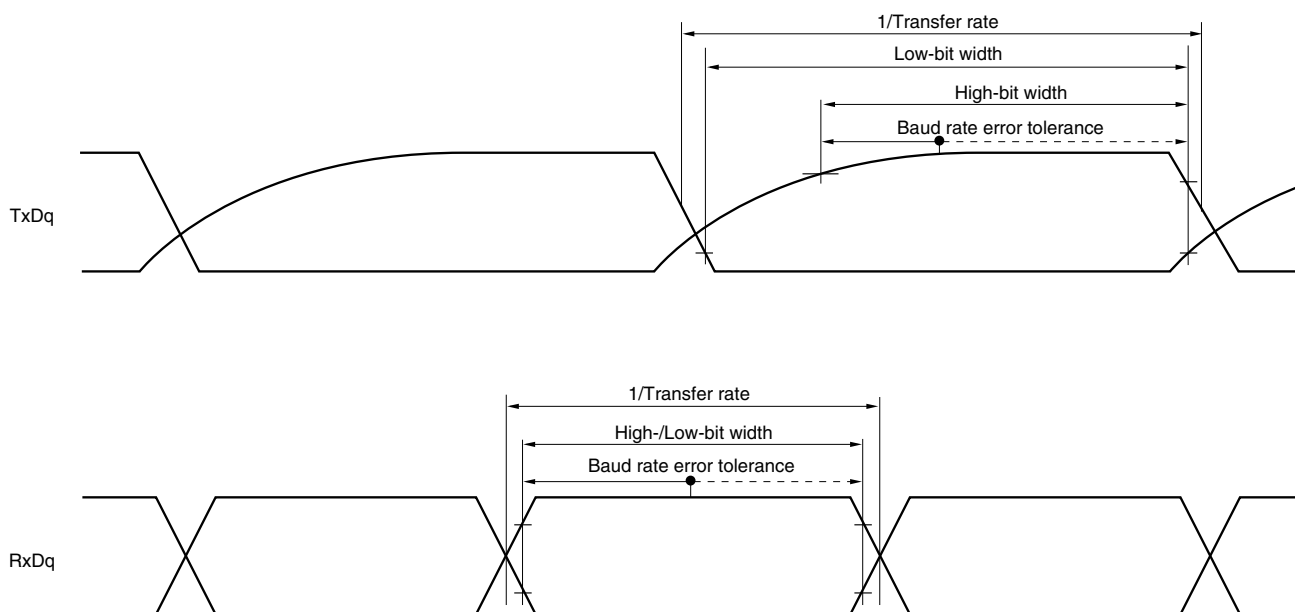 1/Transfer rate
Low-bit width
High-bit width
Baud rate error tolerance
TxDq
1/Transfer rate
High-/Low-bit width
Baud rate error tolerance
RxDq